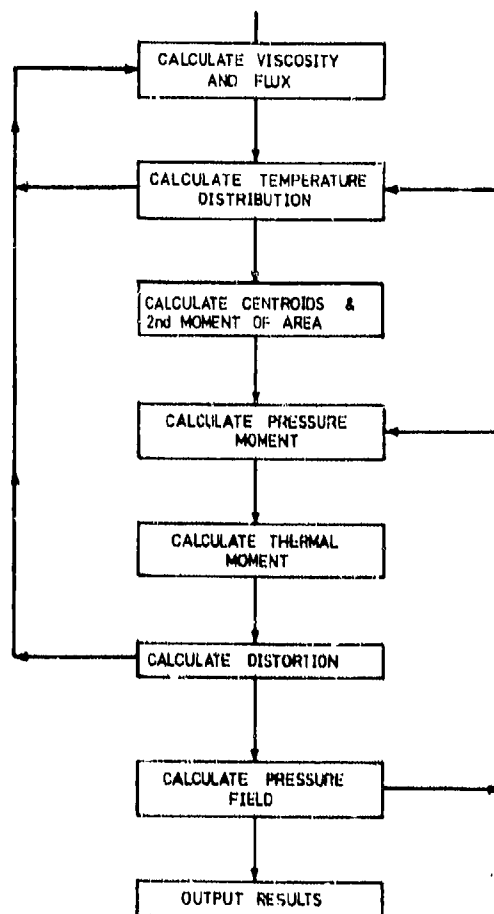 CALCULATE VISCOSITY
AND FLUX
CALCULATE TEMPERATURE
DISTRIBUTION
CALCULATE CENTROIDS &
2nd MOMENT OF AREA
CALCULATE PRESSURE
MOMENT
CALCULATE THERMAL
MOMENT
CALCULATE DISTORTION
CALCULATE PRESSURE
FIELD
OUTPUT RESULTS